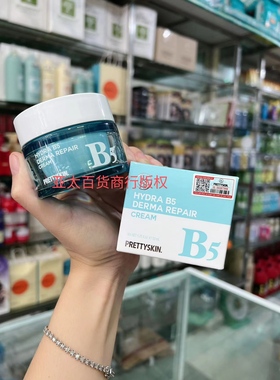 HYDRA B5
DERMA REPAIR
CREAM
B5
PRETTYSKIN.
亚太百货商行版权
HYDRA B5
DERMA REPAIR
CREAM
PRETTYSKIN.
B5